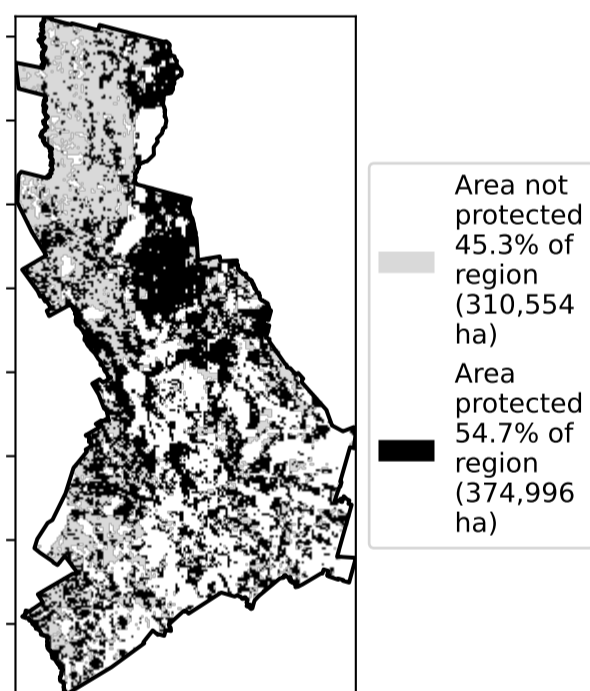 Area not
protected
45.3% of
region
(310,554
ha)
Area
protected
54.7% of
region
(374,996
ha)